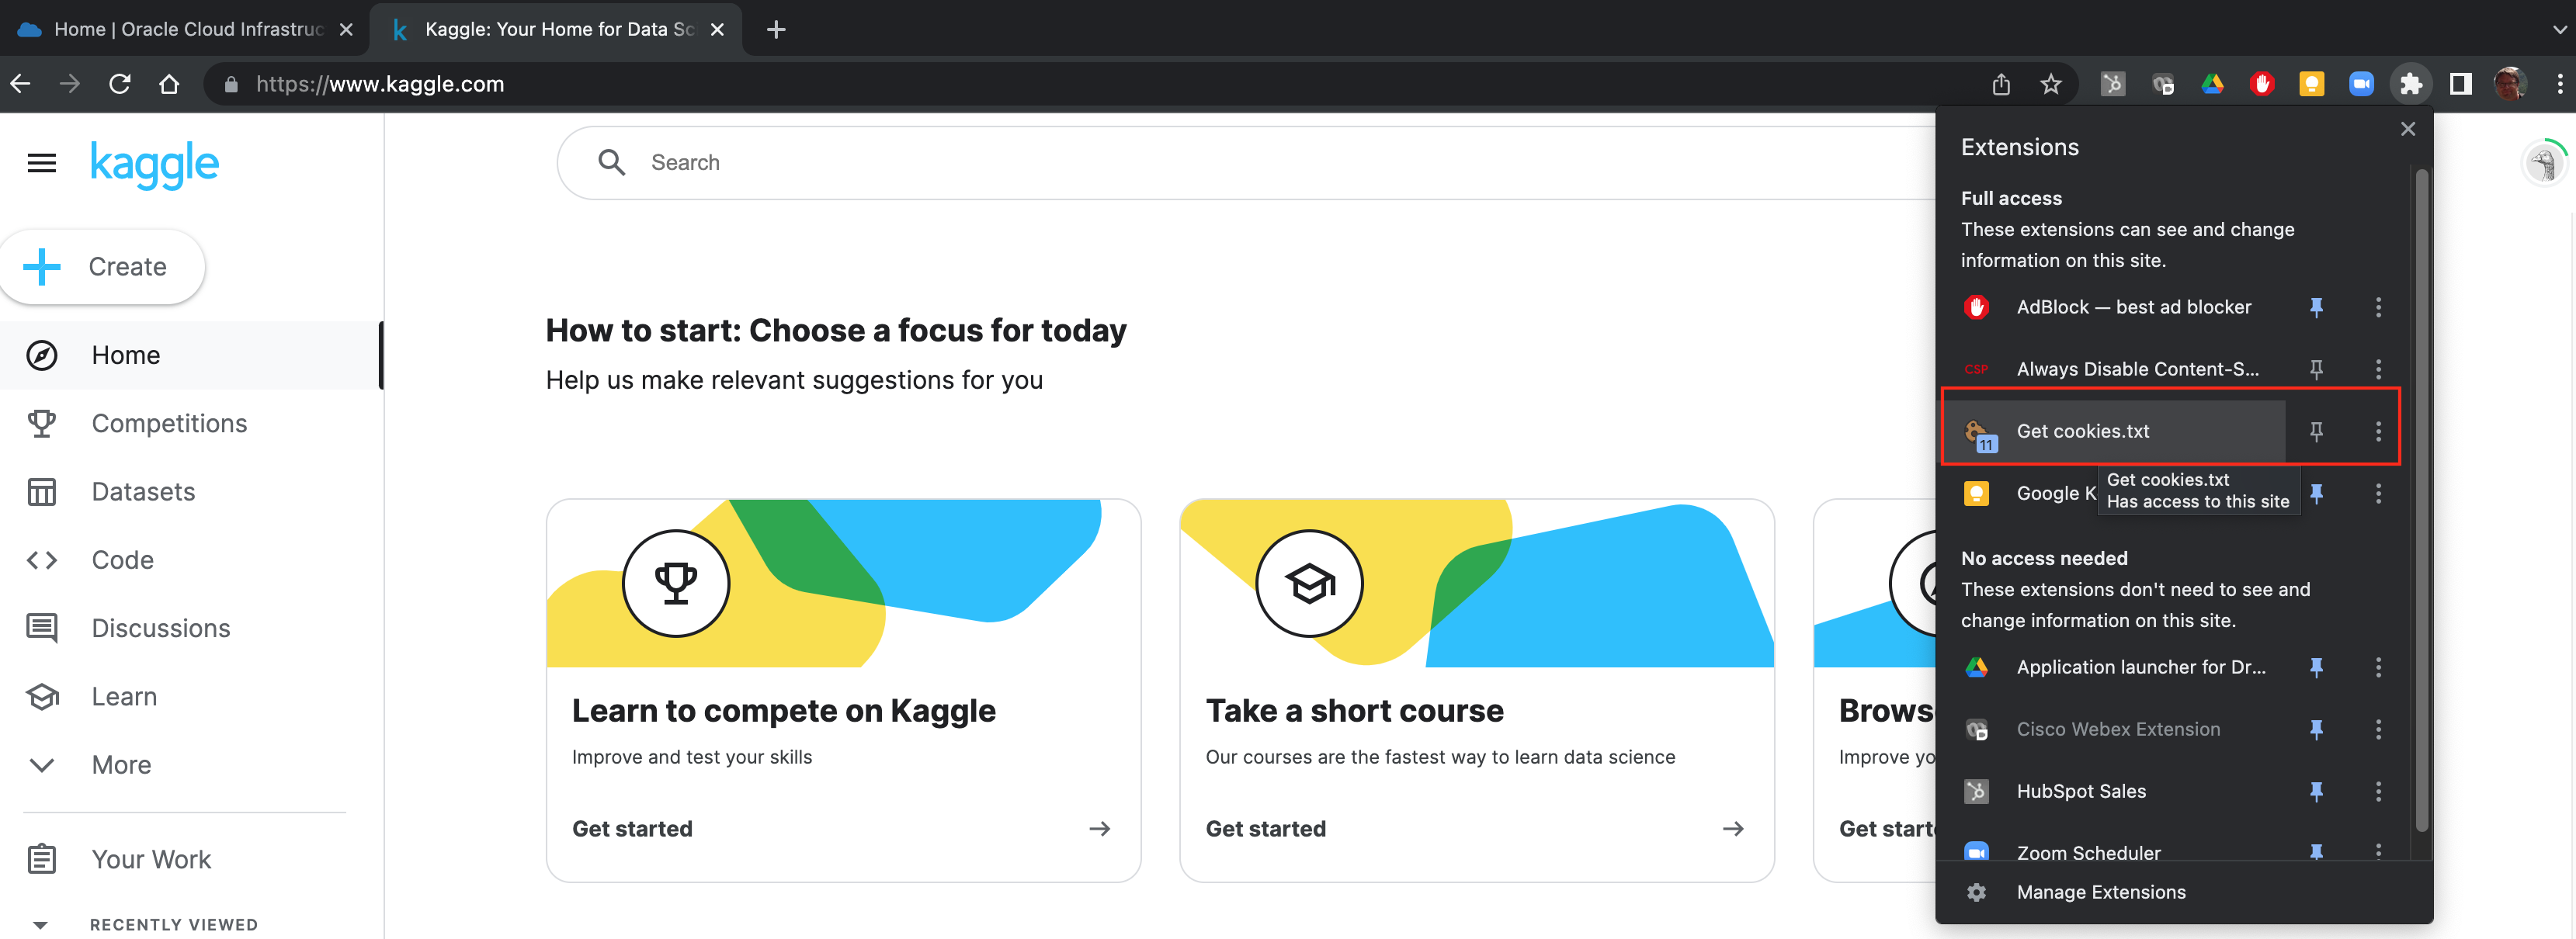 Home | Oracle Cloud Infrastruc
Kaggle: Your Home for Data Sc
https://www.kaggle.com
kaggle
Search
Create
Home
Competitions
Datasets
Code
Discussions
Learn
More
Your Work
RECENTLY VIEWED
How to start: Choose a focus for today
Help us make relevant suggestions for you
Learn to compete on Kaggle
Improve and test your skills
Get started
Take a short course
Our courses are the fastest way to learn data science
Get started
Brows
Improve yo
Get start
Extensions
Full access
These extensions can see and change
information on this site.
AdBlock — best ad blocker
CSP
Always Disable Content-S...
11
Get cookies.txt
Google K
Get cookies.txt
Has access to this site
No access needed
These extensions don't need to see and
change information on this site.
Application launcher for Dr...
Cisco Webex Extension
HubSpot Sales
Zoom Scheduler
Manage Extensions